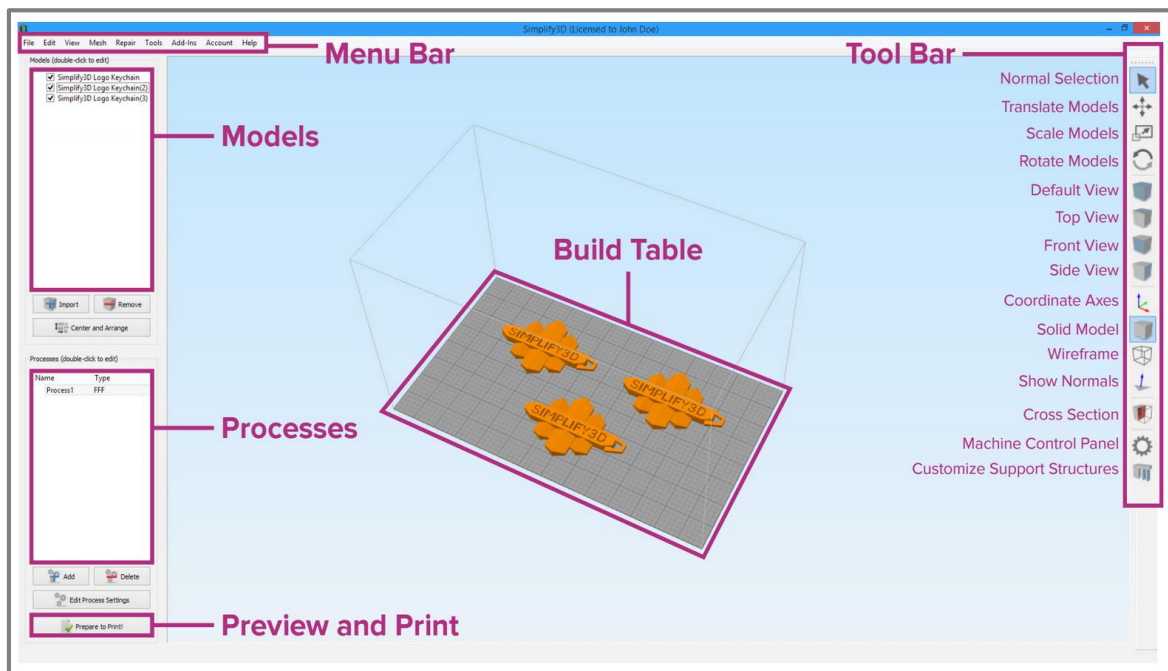 Simplify3D (Licensed to John Doe)
File Edit View Mesh Repair Tools Add-Ins Account Help
Menu Bar
Tool Bar
Models (double-click to edit)
Simplify3D Logo Keychain
Simplify3D Logo Keychain(2)
Simplify3D Logo Keychain(3)
Models
Import Remove
Center and Arrange
Processes (double-click to edit)
Name Type
Process1 FFF
Processes
Add Delete
Edit Process Settings
Prepare to Print!
Preview and Print
Build Table
SIMPLIFY3D
SIMPLIFY3D
SIMPLIFY3D
Normal Selection
Translate Models
Scale Models
Rotate Models
Default View
Top View
Front View
Side View
Coordinate Axes
Solid Model
Wireframe
Show Normals
Cross Section
Machine Control Panel
Customize Support Structures